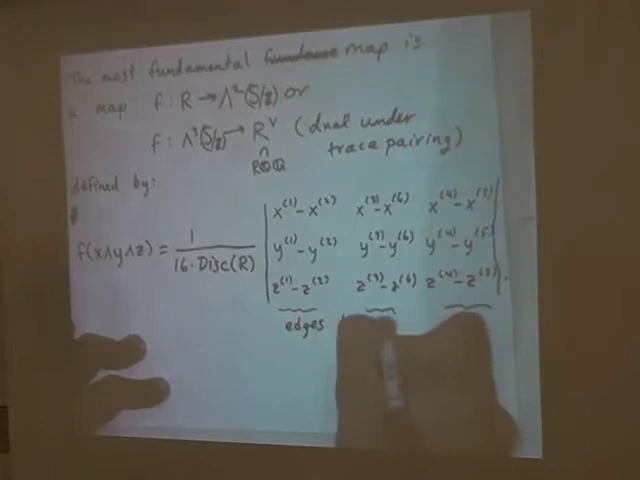 The most fundamental fundame map is
a map f : R → Λ²(S/Z) or
f : Λ³(S/Z) → R^∨ (dual under
trace pairing)
∩
R⊗Q
defined by:
f(x∧y∧z) = 1 / 16·Disc(R) | x⁽¹⁾−x⁽²⁾ x⁽³⁾−x⁽⁶⁾ x⁽⁴⁾−x⁽⁵⁾ |
| y⁽¹⁾−y⁽²⁾ y⁽³⁾−y⁽⁶⁾ y⁽⁴⁾−y⁽⁵⁾ |
| z⁽¹⁾−z⁽²⁾ z⁽³⁾−z⁽⁶⁾ z⁽⁴⁾−z⁽⁵⁾ | .
edges